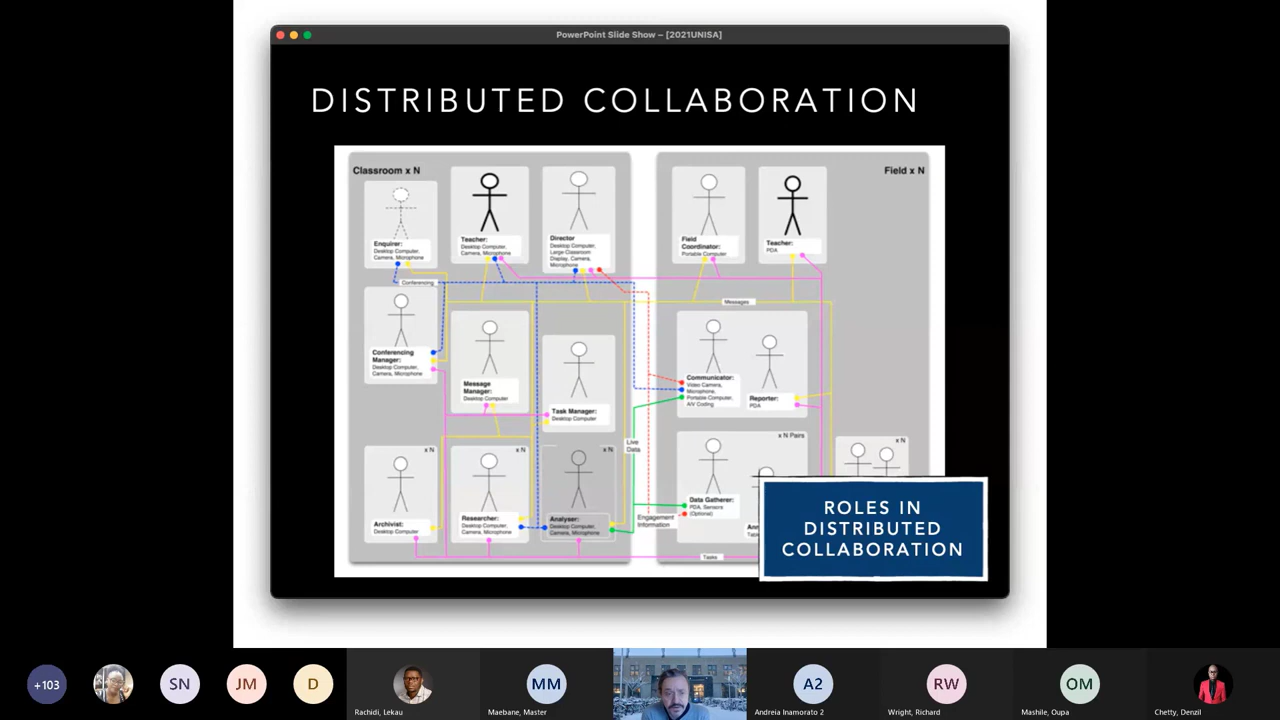 PowerPoint Slide Show – [2021UNISA]
DISTRIBUTED COLLABORATION
Classroom x N
Field x N
Enquirer:
Desktop Computer,
Camera, Microphone
Teacher:
Desktop Computer,
Camera, Microphone
Director
Desktop Computer,
Large Classroom
Display, Camera,
Microphone
Field
Coordinator:
Portable Computer
Teacher:
PDA
Conferencing
Messages
Conferencing
Manager:
Desktop Computer,
Camera, Microphone
Message
Manager:
Desktop Computer
Task Manager:
Desktop Computer
Communicator:
Video Camera,
Microphone,
Portable Computer,
A/V Coding
Reporter:
PDA
Live
Data
x N Pairs
x N
x N
x N
x N
Archivist:
Desktop Computer
Researcher:
Desktop Computer,
Camera, Microphone
Analyser:
Desktop Computer,
Camera, Microphone
Engagement
Information
Data Gatherer:
PDA, Sensors
(Optional)
Tasks
ROLES IN
DISTRIBUTED
COLLABORATION
+103
SN
JM
D
MM
A2
RW
OM
Rachidi, Lekau
Maebane, Master
Andreia Inamorato 2
Wright, Richard
Mashile, Oupa
Chetty, Denzil